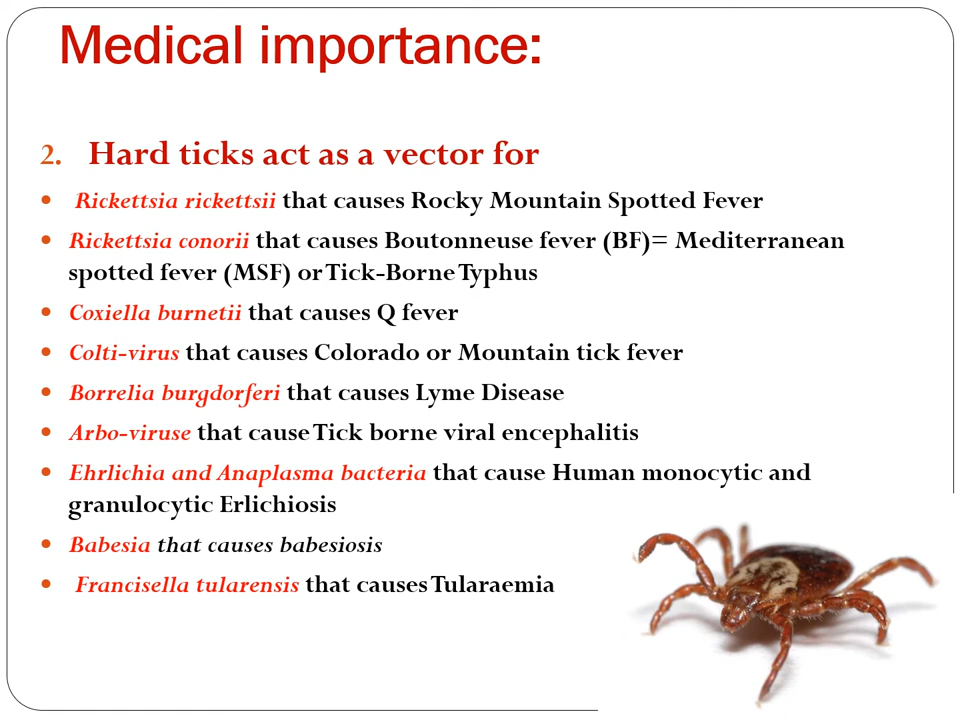 Medical importance:
2. Hard ticks act as a vector for
• Rickettsia rickettsii that causes Rocky Mountain Spotted Fever
• Rickettsia conorii that causes Boutonneuse fever (BF)= Mediterranean
spotted fever (MSF) or Tick-Borne Typhus
• Coxiella burnetii that causes Q fever
• Colti-virus that causes Colorado or Mountain tick fever
• Borrelia burgdorferi that causes Lyme Disease
• Arbo-viruse that cause Tick borne viral encephalitis
• Ehrlichia and Anaplasma bacteria that cause Human monocytic and
granulocytic Erlichiosis
• Babesia that causes babesiosis
• Francisella tularensis that causes Tularaemia